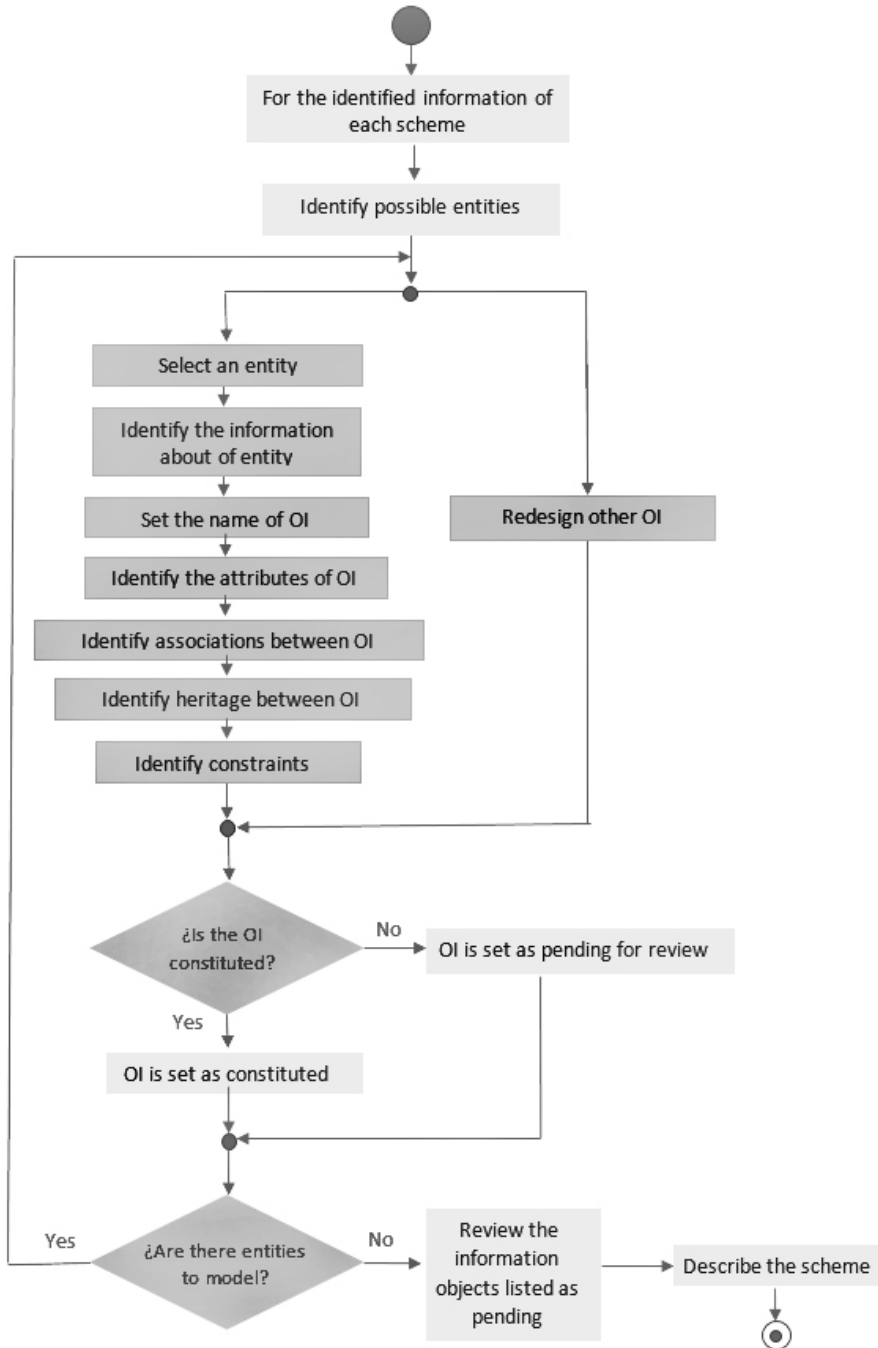 For the identified information of
each scheme
Identify possible entities
Select an entity
Identify the information
about of entity
Set the name of OI
Redesign other OI
Identify the attributes of OI
Identify associations between OI
Identify heritage between OI
Identify constraints
¿Is the OI
constituted?
No
OI is set as pending for review
Yes
OI is set as constituted
Yes
¿Are there entities
to model?
No
Review the
information
objects listed as
pending
Describe the scheme